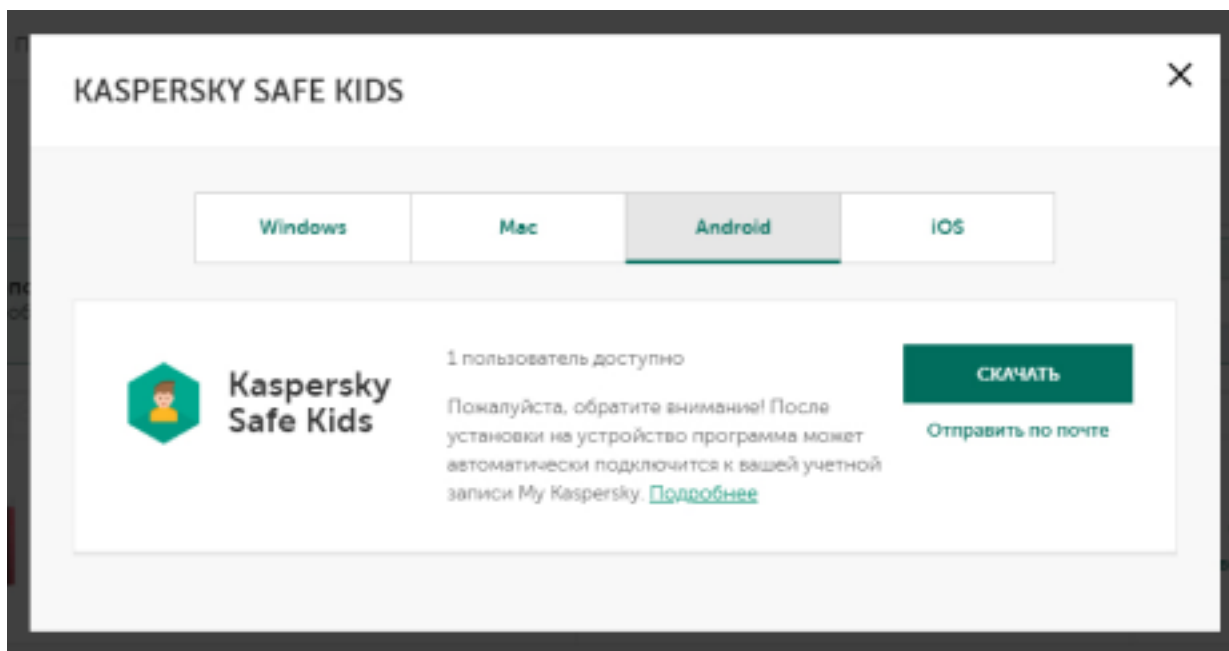 KASPERSKY SAFE KIDS
Windows
Mac
Android
iOS
Kaspersky
Safe Kids
1 пользователь доступно
Пожалуйста, обратите внимание! После
установки на устройство программа может
автоматически подключится к вашей учетной
записи My Kaspersky. Подробнее
СКАЧАТЬ
Отправить по почте